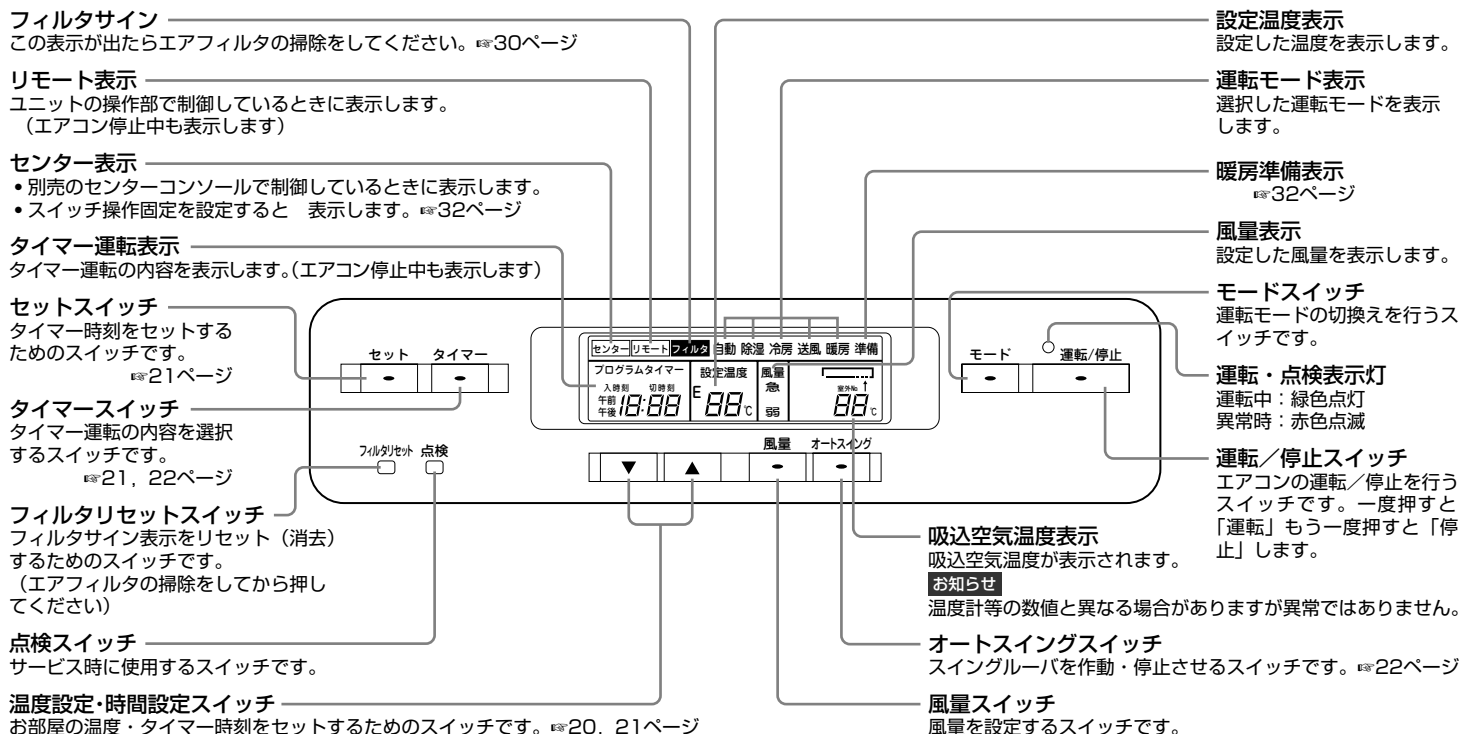 フィルタサイン
この表示が出たらエアフィルタの掃除をしてください。☞30ページ
リモート表示
ユニットの操作部で制御しているときに表示します。
（エアコン停止中も表示します）
センター表示
•別売のセンターコンソールで制御しているときに表示します。
•スイッチ操作固定を設定すると　表示します。☞32ページ
タイマー運転表示
タイマー運転の内容を表示します。（エアコン停止中も表示します）
セットスイッチ
タイマー時刻をセットする
ためのスイッチです。
☞21ページ
タイマースイッチ
タイマー運転の内容を選択
するスイッチです。
☞21，22ページ
フィルタリセットスイッチ
フィルタサイン表示をリセット（消去）
するためのスイッチです。
（エアフィルタの掃除をしてから押し
てください）
点検スイッチ
サービス時に使用するスイッチです。
温度設定・時間設定スイッチ
お部屋の温度・タイマー時刻をセットするためのスイッチです。☞20，21ページ
セット タイマー
フィルタリセット 点検
センター リモート フィルタ 自動 除湿 冷房 送風 暖房 準備
プログラムタイマー 設定温度 風量
入時刻 切時刻 急 室外No ↑
午前 18:88 E 88℃ 88℃
午後 弱
風量 オートスイング
▼ ▲
モード 運転/停止
設定温度表示
設定した温度を表示します。
運転モード表示
選択した運転モードを表示
します。
暖房準備表示
☞32ページ
風量表示
設定した風量を表示します。
モードスイッチ
運転モードの切換えを行うス
イッチです。
運転・点検表示灯
運転中：緑色点灯
異常時：赤色点滅
運転／停止スイッチ
エアコンの運転／停止を行う
スイッチです。一度押すと
「運転」もう一度押すと「停
止」します。
吸込空気温度表示
吸込空気温度が表示されます。
お知らせ
温度計等の数値と異なる場合がありますが異常ではありません。
オートスイングスイッチ
スイングルーバを作動・停止させるスイッチです。☞22ページ
風量スイッチ
風量を設定するスイッチです。